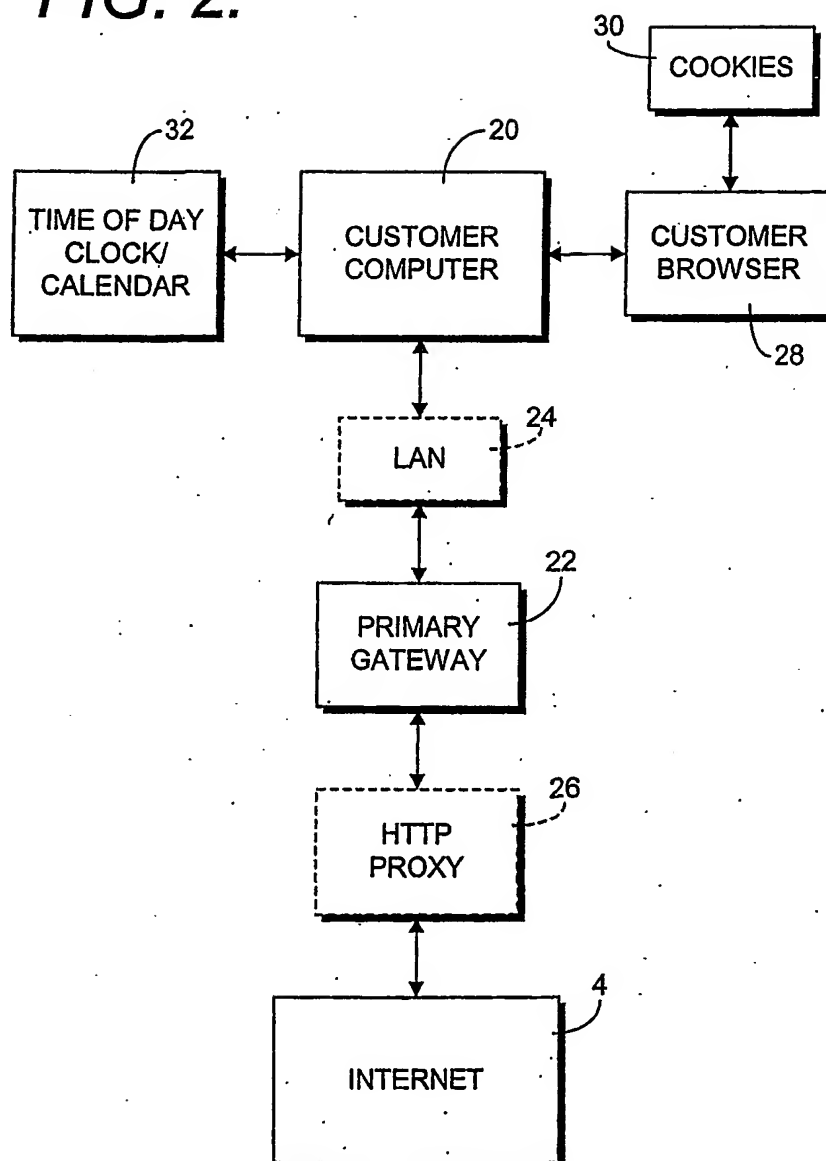 FIG. 2.
30
COOKIES
32
20
TIME OF DAY
CLOCK/
CALENDAR
CUSTOMER
COMPUTER
CUSTOMER
BROWSER
28
24
LAN
22
PRIMARY
GATEWAY
26
HTTP
PROXY
4
INTERNET